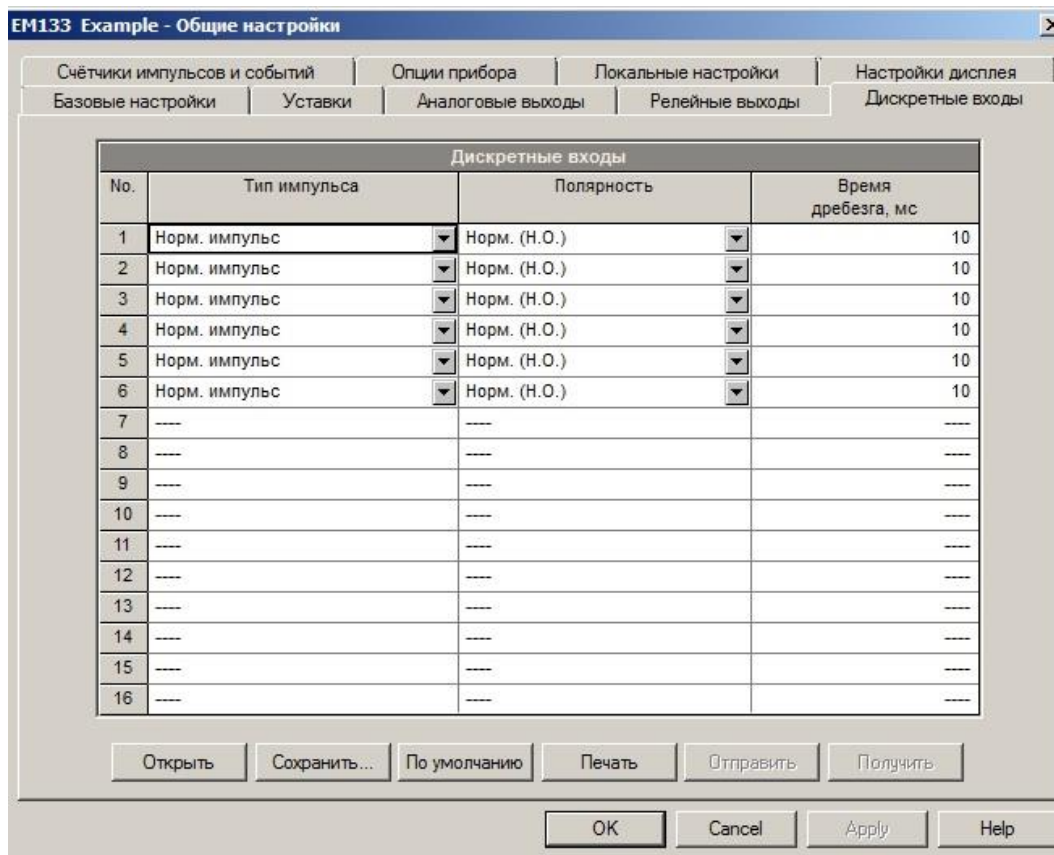 EM133 Example - Общие настройки
Счётчики импульсов и событий Опции прибора Локальные настройки Настройки дисплея
Базовые настройки Уставки Аналоговые выходы Релейные выходы Дискретные входы
Дискретные входы
No. Тип импульса Полярность Время
дребезга, мс
1 Норм. импульс Норм. (Н.О.) 10
2 Норм. импульс Норм. (Н.О.) 10
3 Норм. импульс Норм. (Н.О.) 10
4 Норм. импульс Норм. (Н.О.) 10
5 Норм. импульс Норм. (Н.О.) 10
6 Норм. импульс Норм. (Н.О.) 10
7 ---- ---- ----
8 ---- ---- ----
9 ---- ---- ----
10 ---- ---- ----
11 ---- ---- ----
12 ---- ---- ----
13 ---- ---- ----
14 ---- ---- ----
15 ---- ---- ----
16 ---- ---- ----
Открыть Сохранить... По умолчанию Печать Отправить Получить
OK Cancel Apply Help